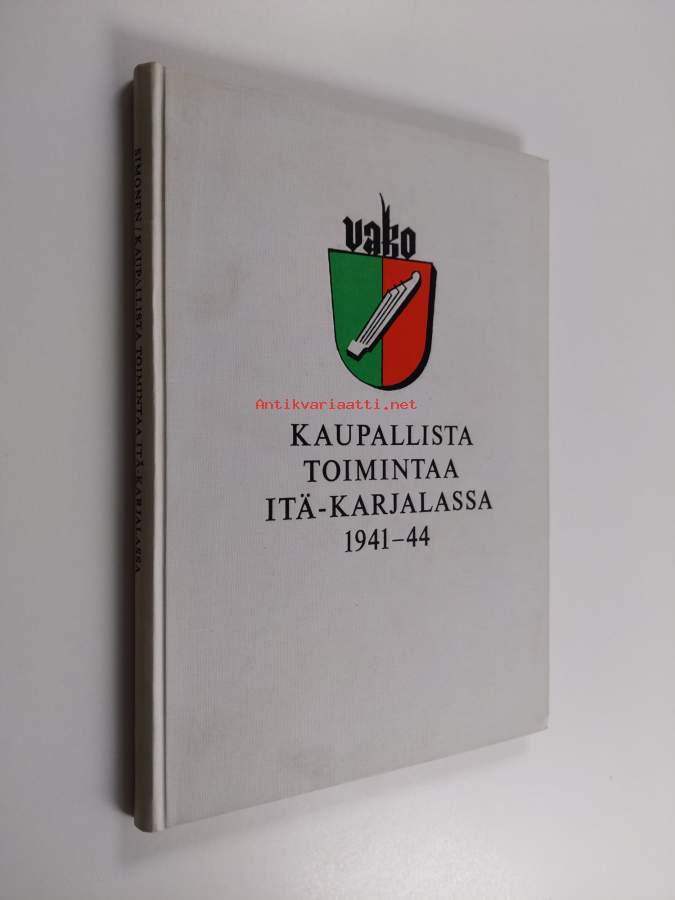 SIMONEN / KAUPALLISTA TOIMINTAA ITÄ-KARJALASSA
vako
Antikvariaatti.net
KAUPALLISTA
TOIMINTAA
ITÄ-KARJALASSA
1941–44